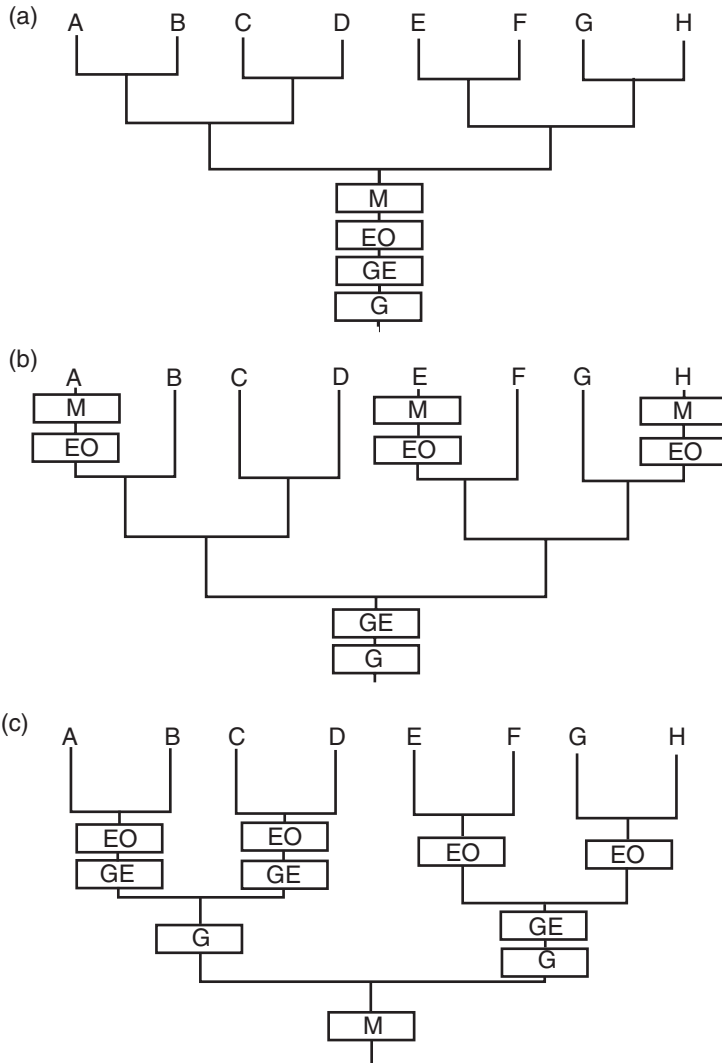 (a)
A B C D E F G H
M
EO
GE
G
(b)
A B C D E F G H
M M M
EO EO EO
GE
G
(c)
A B C D E F G H
EO EO EO EO
GE GE
G GE
G
M